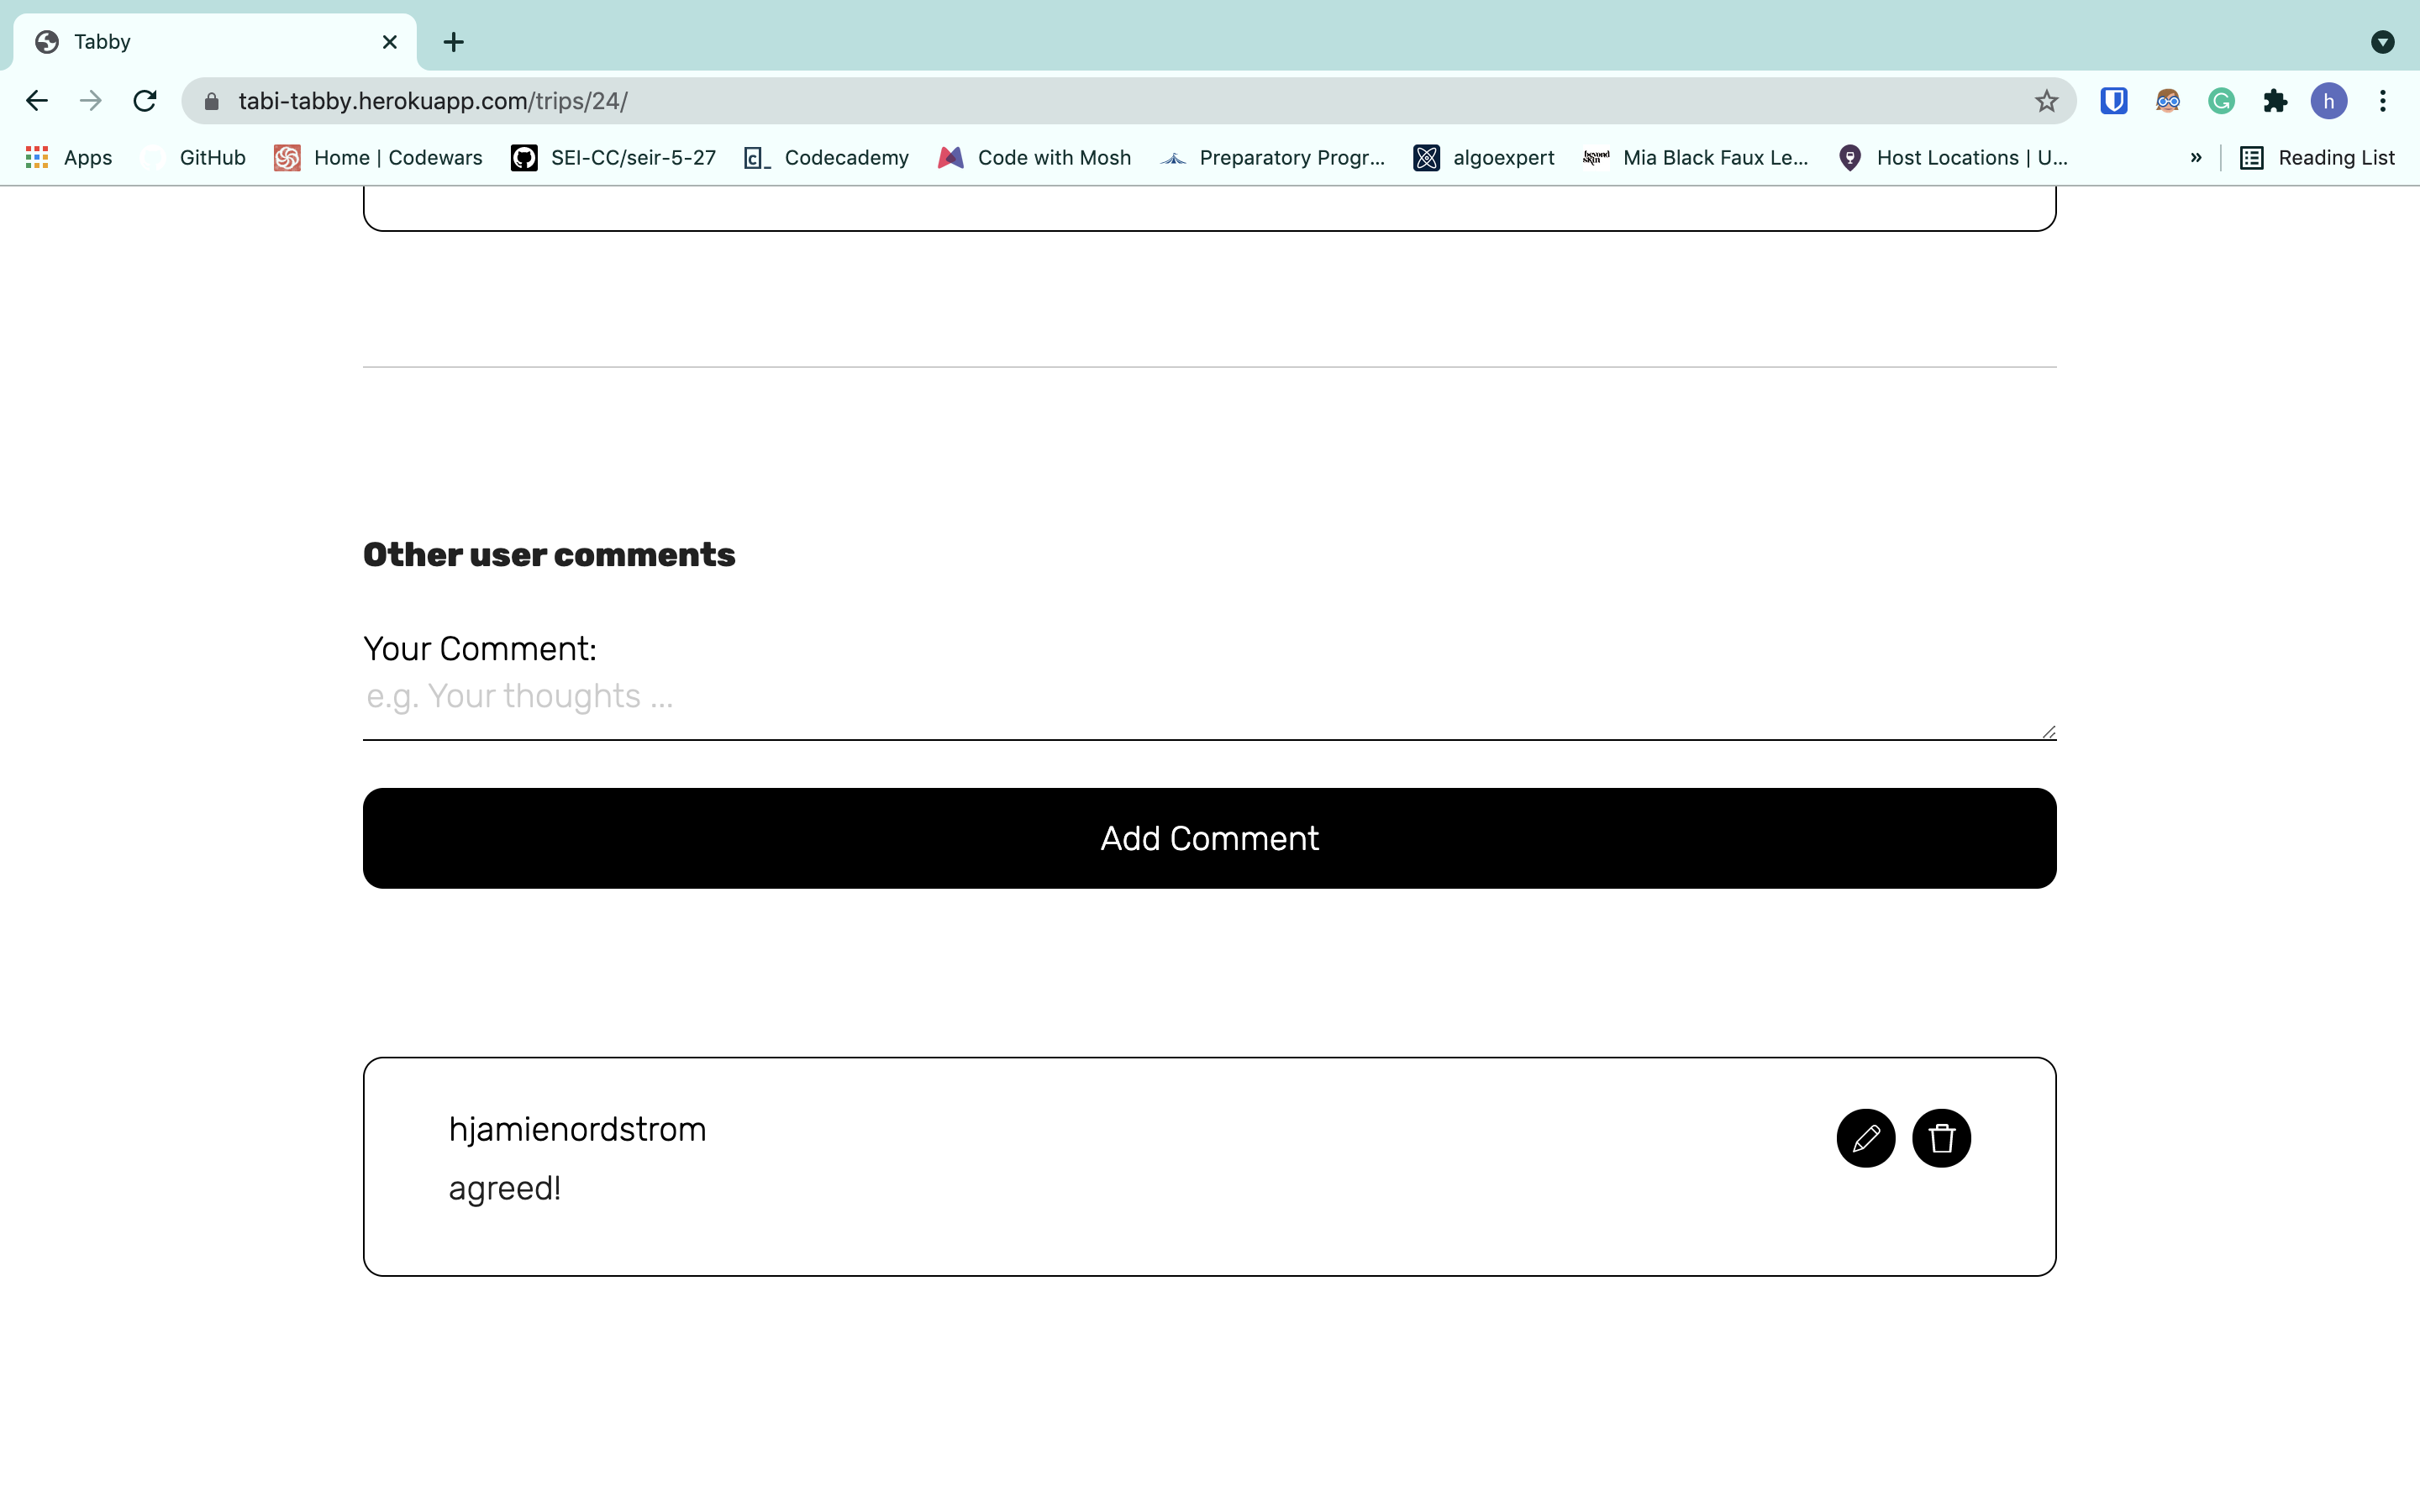 Tabby
tabi-tabby.herokuapp.com/trips/24/
h
Apps GitHub Home | Codewars SEI-CC/seir-5-27 Codecademy Code with Mosh Preparatory Progr... algoexpert beyond skin Mia Black Faux Le... Host Locations | U... » Reading List
Other user comments
Your Comment:
e.g. Your thoughts ...
Add Comment
hjamienordstrom
agreed!